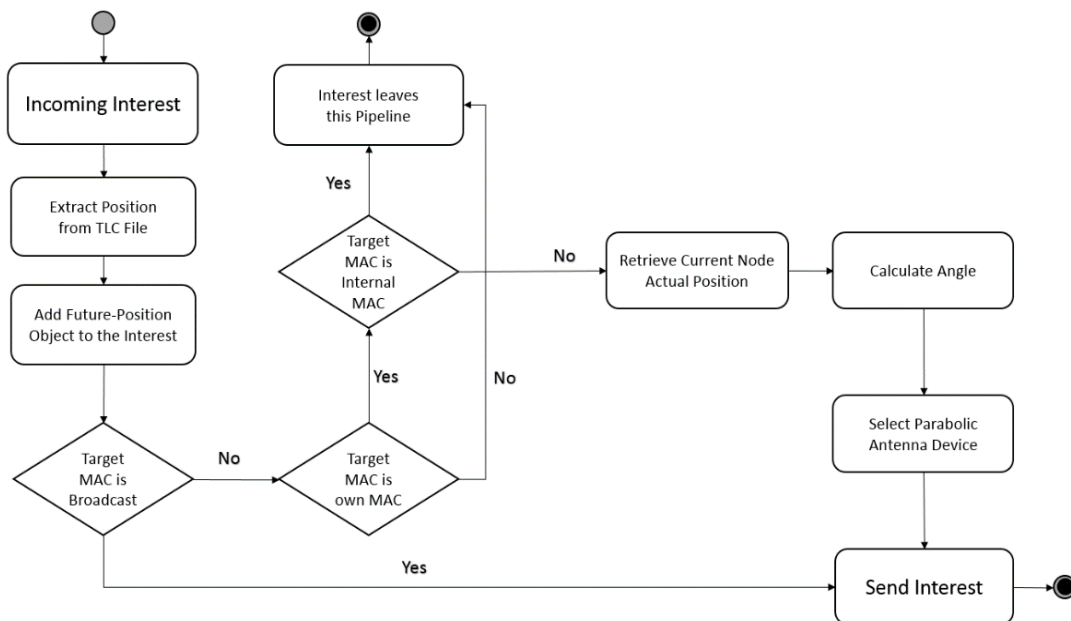 Incoming Interest
Extract Position
from TLC File
Add Future-Position
Object to the Interest
Target
MAC is
Broadcast
No
Yes
Target
MAC is
own MAC
Yes
No
Target
MAC is
Internal
MAC
Yes
No
Interest leaves
this Pipeline
Retrieve Current Node
Actual Position
Calculate Angle
Select Parabolic
Antenna Device
Send Interest